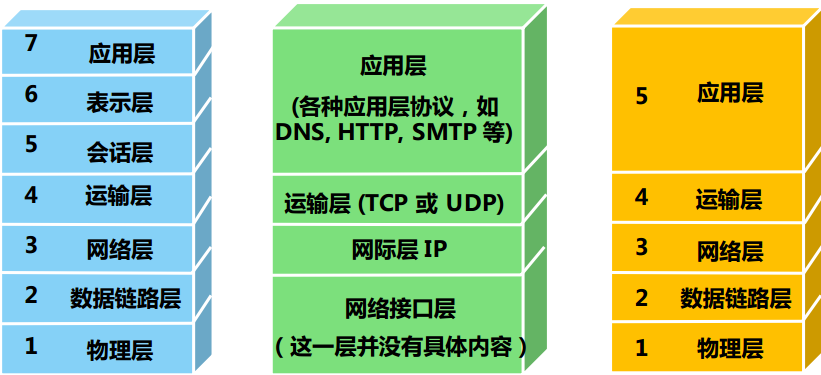 7 应用层
6 表示层
5 会话层
4 运输层
3 网络层
2 数据链路层
1 物理层
应用层
(各种应用层协议，如
DNS, HTTP, SMTP 等)
运输层 (TCP 或 UDP)
网际层 IP
网络接口层
（这一层并没有具体内容）
5 应用层
4 运输层
3 网络层
2 数据链路层
1 物理层